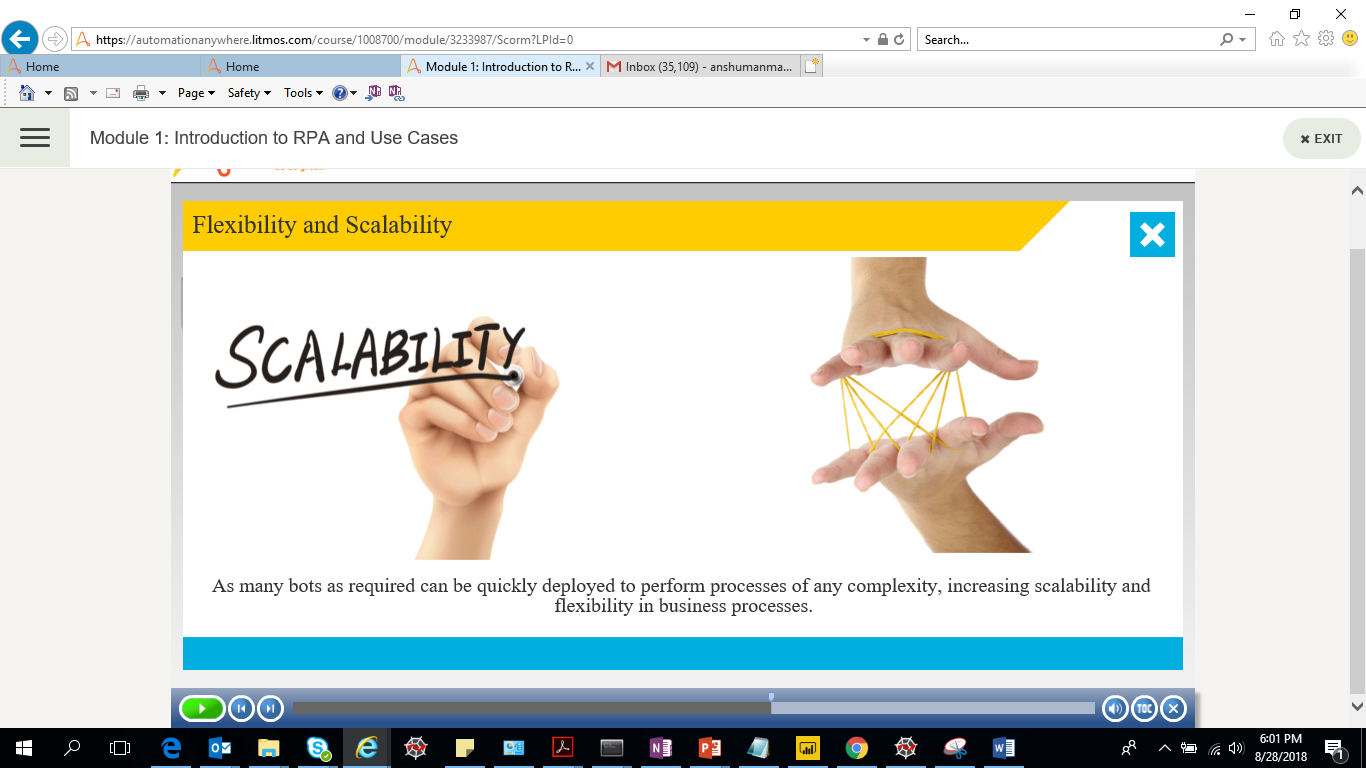 https://automationanywhere.litmos.com/course/1008700/module/3233987/Scorm?LPId=0
Search...
Home
Home
Module 1: Introduction to R...
Inbox (35,109) - anshumanma...
Page
Safety
Tools
Module 1: Introduction to RPA and Use Cases
EXIT
Flexibility and Scalability
SCALABILITY
As many bots as required can be quickly deployed to perform processes of any complexity, increasing scalability and
flexibility in business processes.
TOC
6:01 PM
8/28/2018
1